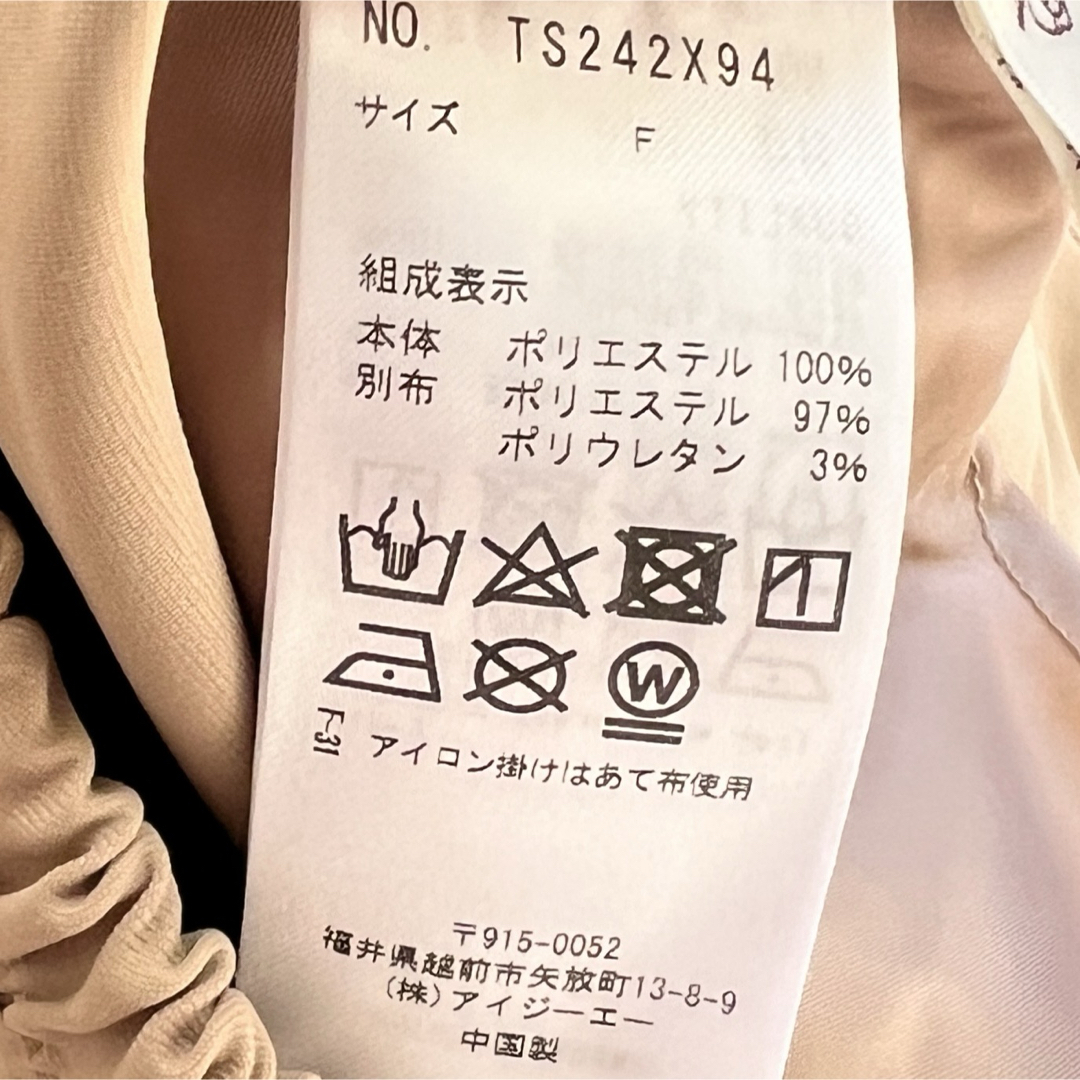 NO. TS242X94
サイズ F
組成表示
本体 ポリエステル 100%
別布 ポリエステル 97%
ポリウレタン 3%
W
F-31 アイロン掛けはあて布使用
〒915-0052
福井県越前市矢放町13-8-9
(株)アイジーエー
中国製